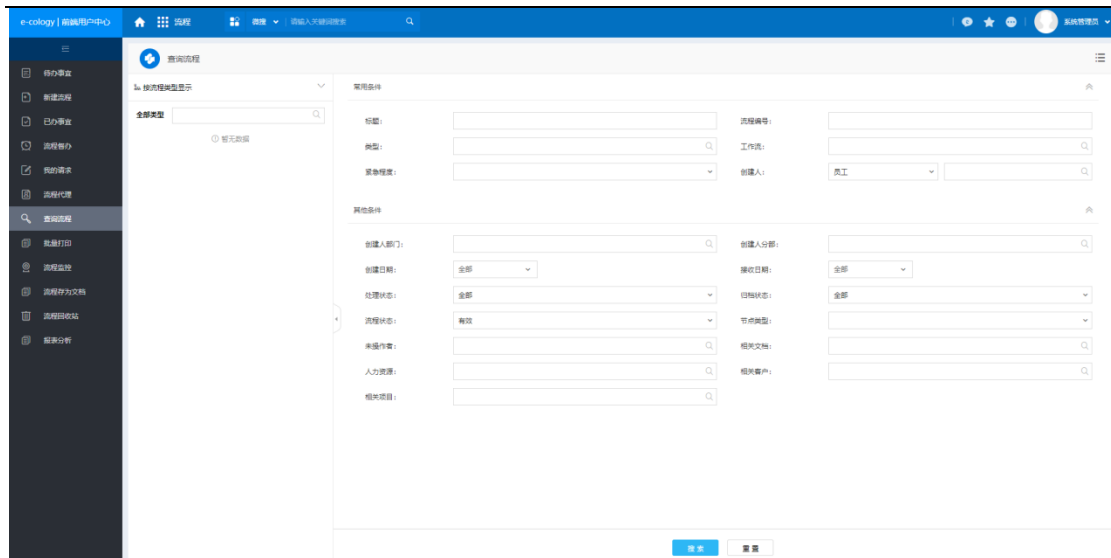 e-cology | 前端用户中心 流程 微搜 请输入关键词搜索 系统管理员
待办事宜
新建流程
已办事宜
流程督办
我的请求
流程代理
查询流程
批量打印
流程监控
流程存为文档
流程回收站
报表分析
查询流程
按流程类型显示
全部类型
暂无数据
常用条件
标题: 流程编号:
类型: 工作流:
紧急程度: 创建人: 员工
其他条件
创建人部门: 创建人分部:
创建日期: 全部 接收日期: 全部
处理状态: 全部 归档状态: 全部
流程状态: 有效 节点类型:
未操作者: 相关文档:
人力资源: 相关客户:
相关项目:
搜索 重置